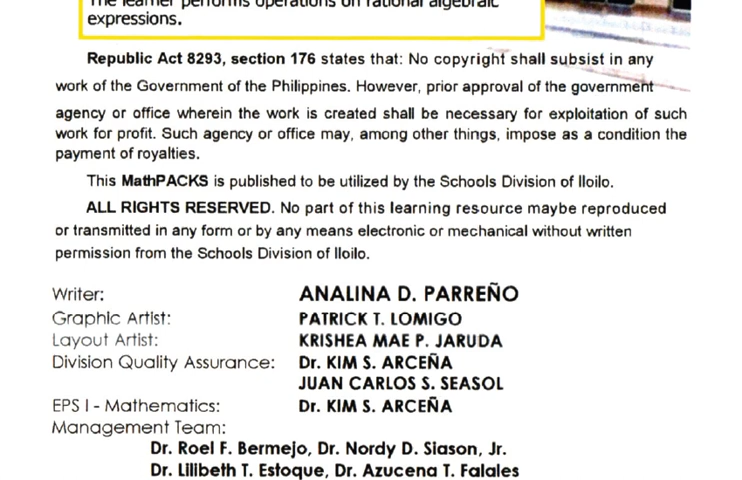 The learner performs operations on rational algebraic
expressions.
Republic Act 8293, section 176 states that: No copyright shall subsist in any
work of the Government of the Philippines. However, prior approval of the government
agency or office wherein the work is created shall be necessary for exploitation of such
work for profit. Such agency or office may, among other things, impose as a condition the
payment of royalties.
This MathPACKS is published to be utilized by the Schools Division of Iloilo.
ALL RIGHTS RESERVED. No part of this learning resource maybe reproduced
or transmitted in any form or by any means electronic or mechanical without written
permission from the Schools Division of Iloilo.
Writer: ANALINA D. PARREÑO
Graphic Artist: PATRICK T. LOMIGO
Layout Artist: KRISHEA MAE P. JARUDA
Division Quality Assurance: Dr. KIM S. ARCEÑA
JUAN CARLOS S. SEASOL
EPS I - Mathematics: Dr. KIM S. ARCEÑA
Management Team:
Dr. Roel F. Bermejo, Dr. Nordy D. Siason, Jr.
Dr. Lilibeth T. Estoque, Dr. Azucena T. Falales